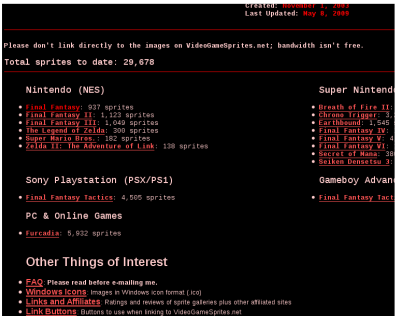 Created: November 1, 2003
Last Updated: May 8, 2005
Please don't link directly to the images on VideoGameSprites.net; bandwidth isn't free.
Total sprites to date: 29,678
Nintendo (NES)
Final Fantasy: 937 sprites
Final Fantasy II: 1,123 sprites
Final Fantasy III: 1,049 sprites
The Legend of Zelda: 300 sprites
Super Mario Bros.: 182 sprites
Zelda II: The Adventure of Link: 138 sprites
Super Nintend
Breath of Fire II:
Chrono Trigger: 3,
Earthbound: 1,545
Final Fantasy IV:
Final Fantasy V: 4
Final Fantasy VI:
Secret of Mana: 38
Seiken Densetsu 3:
Sony Playstation (PSX/PS1)
Final Fantasy Tactics: 4,505 sprites
Gameboy Advan
Final Fantasy Tact
PC & Online Games
Furcadia: 5,932 sprites
Other Things of Interest
FAQ: Please read before e-mailing me.
Windows Icons: Images in Windows icon format (.ico)
Links and Affiliates: Ratings and reviews of sprite galleries plus other affiliated sites
Link Buttons: Buttons to use when linking to VideoGameSprites.net